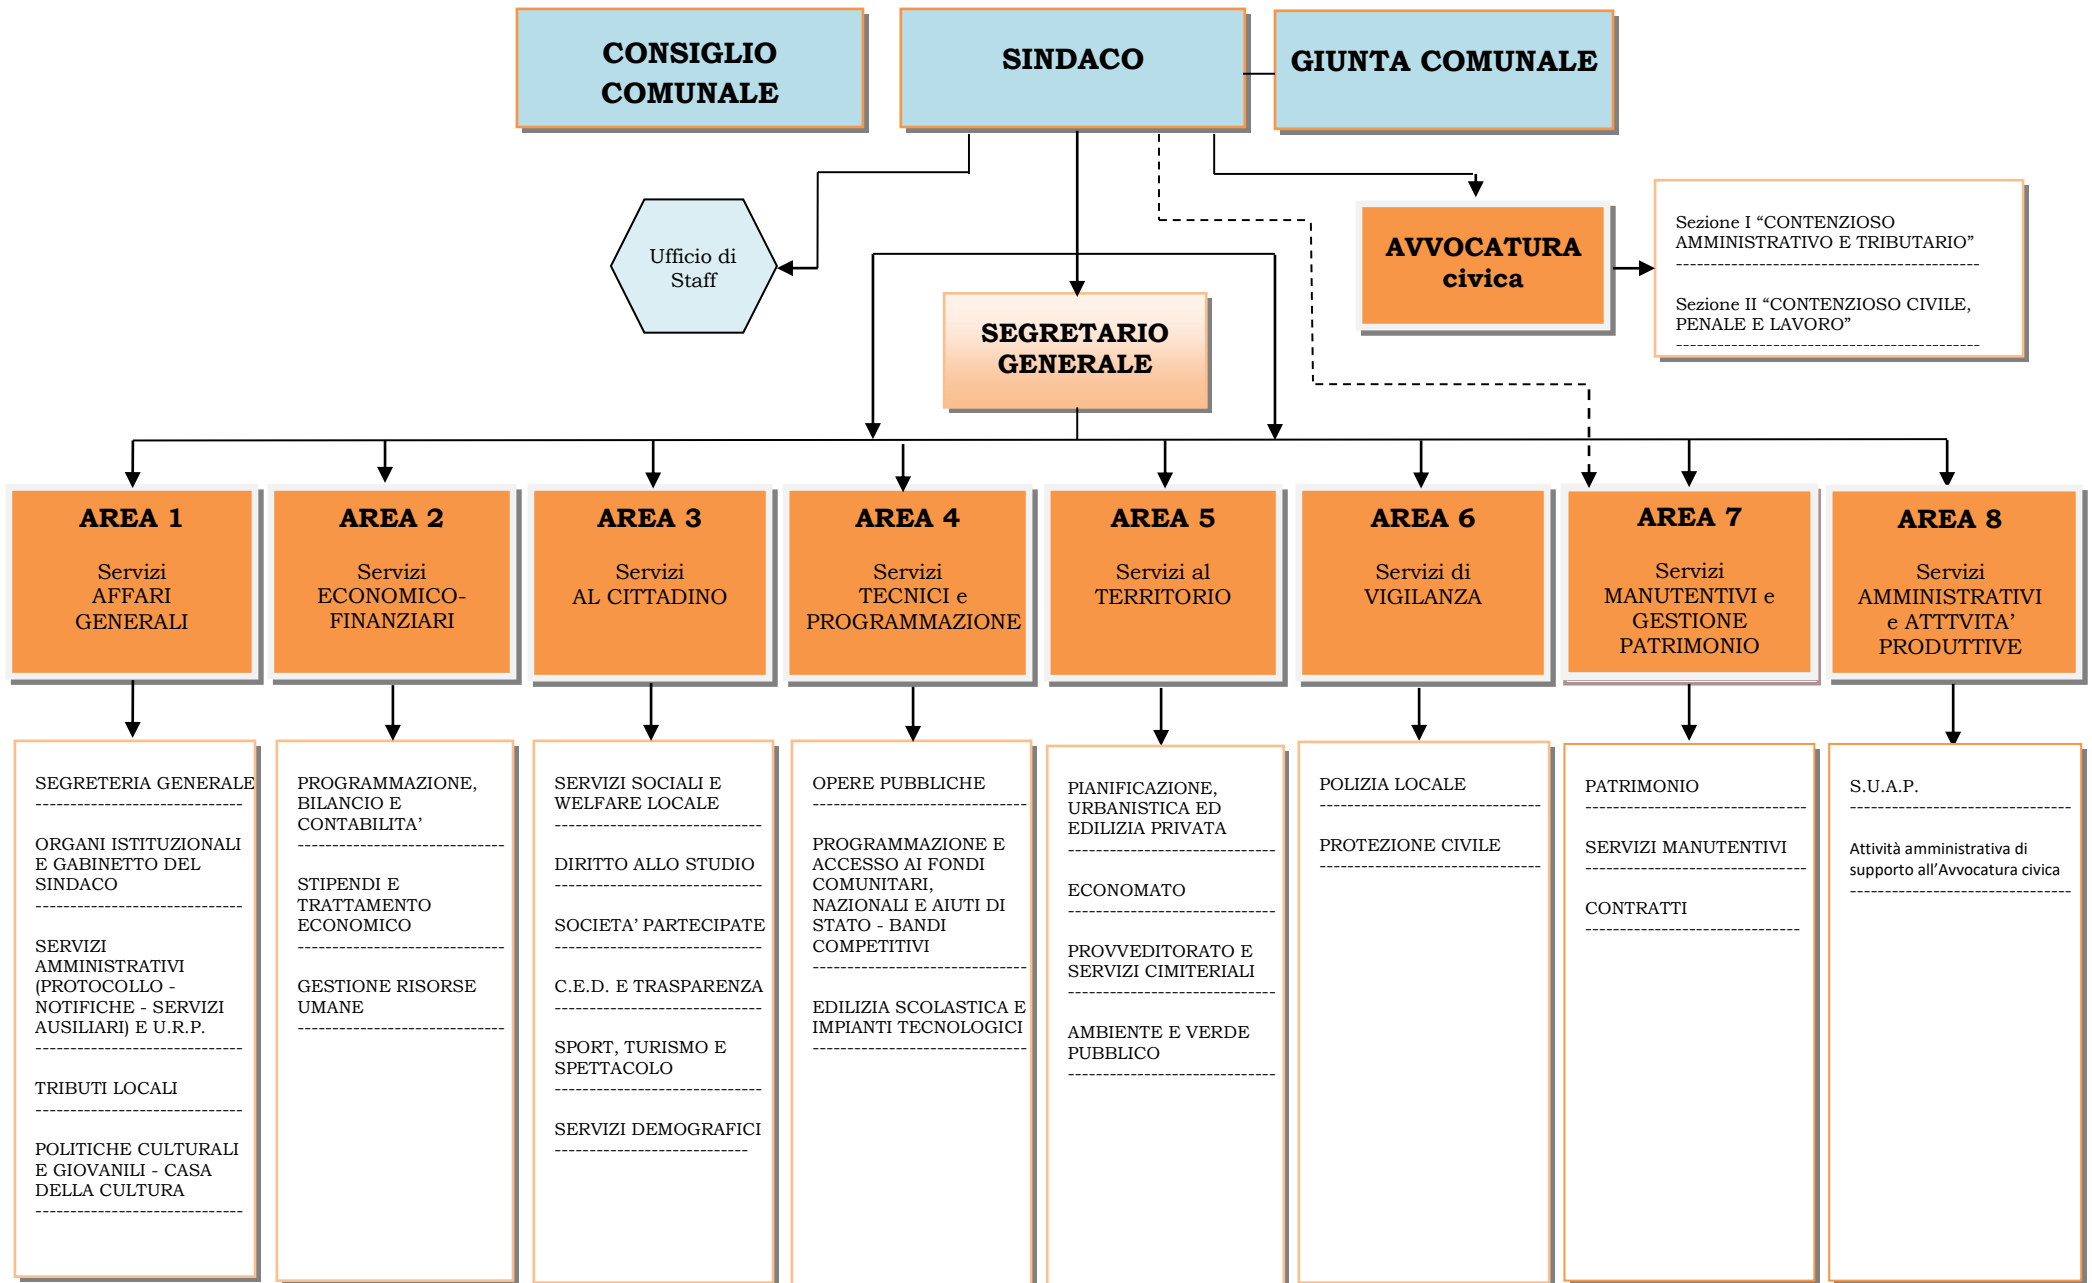 CONSIGLIO
COMUNALE
SINDACO
GIUNTA COMUNALE
Ufficio di
Staff
SEGRETARIO
GENERALE
AVVOCATURA
civica
Sezione I “CONTENZIOSO
AMMINISTRATIVO E TRIBUTARIO”
-------------------------------------------
Sezione II “CONTENZIOSO CIVILE,
PENALE E LAVORO”
-------------------------------------------
AREA 1
Servizi
AFFARI
GENERALI
AREA 2
Servizi
ECONOMICO-
FINANZIARI
AREA 3
Servizi
AL CITTADINO
AREA 4
Servizi
TECNICI e
PROGRAMMAZIONE
AREA 5
Servizi al
TERRITORIO
AREA 6
Servizi di
VIGILANZA
AREA 7
Servizi
MANUTENTIVI e
GESTIONE
PATRIMONIO
AREA 8
Servizi
AMMINISTRATIVI
e ATTTVITA’
PRODUTTIVE
SEGRETERIA GENERALE
------------------------------
ORGANI ISTITUZIONALI
E GABINETTO DEL
SINDACO
------------------------------
SERVIZI
AMMINISTRATIVI
(PROTOCOLLO -
NOTIFICHE - SERVIZI
AUSILIARI) E U.R.P.
------------------------------
TRIBUTI LOCALI
------------------------------
POLITICHE CULTURALI
E GIOVANILI - CASA
DELLA CULTURA
------------------------------
PROGRAMMAZIONE,
BILANCIO E
CONTABILITA’
------------------------------
STIPENDI E
TRATTAMENTO
ECONOMICO
------------------------------
GESTIONE RISORSE
UMANE
------------------------------
SERVIZI SOCIALI E
WELFARE LOCALE
------------------------------
DIRITTO ALLO STUDIO
------------------------------
SOCIETA’ PARTECIPATE
------------------------------
C.E.D. E TRASPARENZA
------------------------------
SPORT, TURISMO E
SPETTACOLO
------------------------------
SERVIZI DEMOGRAFICI
----------------------------
OPERE PUBBLICHE
-------------------------------
PROGRAMMAZIONE E
ACCESSO AI FONDI
COMUNITARI,
NAZIONALI E AIUTI DI
STATO - BANDI
COMPETITIVI
-------------------------------
EDILIZIA SCOLASTICA E
IMPIANTI TECNOLOGICI
-------------------------------
PIANIFICAZIONE,
URBANISTICA ED
EDILIZIA PRIVATA
------------------------------
ECONOMATO
------------------------------
PROVVEDITORATO E
SERVIZI CIMITERIALI
------------------------------
AMBIENTE E VERDE
PUBBLICO
------------------------------
POLIZIA LOCALE
--------------------------------
PROTEZIONE CIVILE
--------------------------------
PATRIMONIO
--------------------------------
SERVIZI MANUTENTIVI
--------------------------------
CONTRATTI
-------------------------------
S.U.A.P.
--------------------------------
Attività amministrativa di
supporto all’Avvocatura civica
--------------------------------